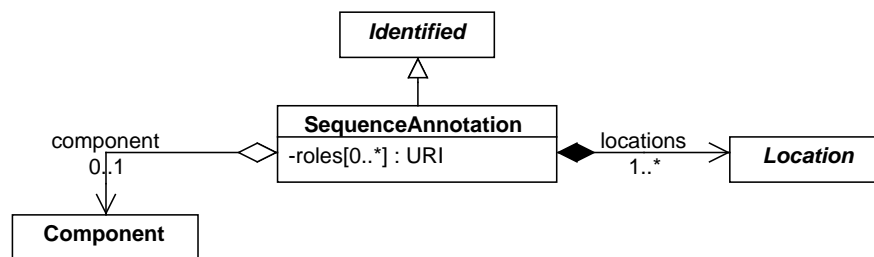 Identified
SequenceAnnotation
-roles[0..*] : URI
component
0..1
locations
1..*
Location
Component